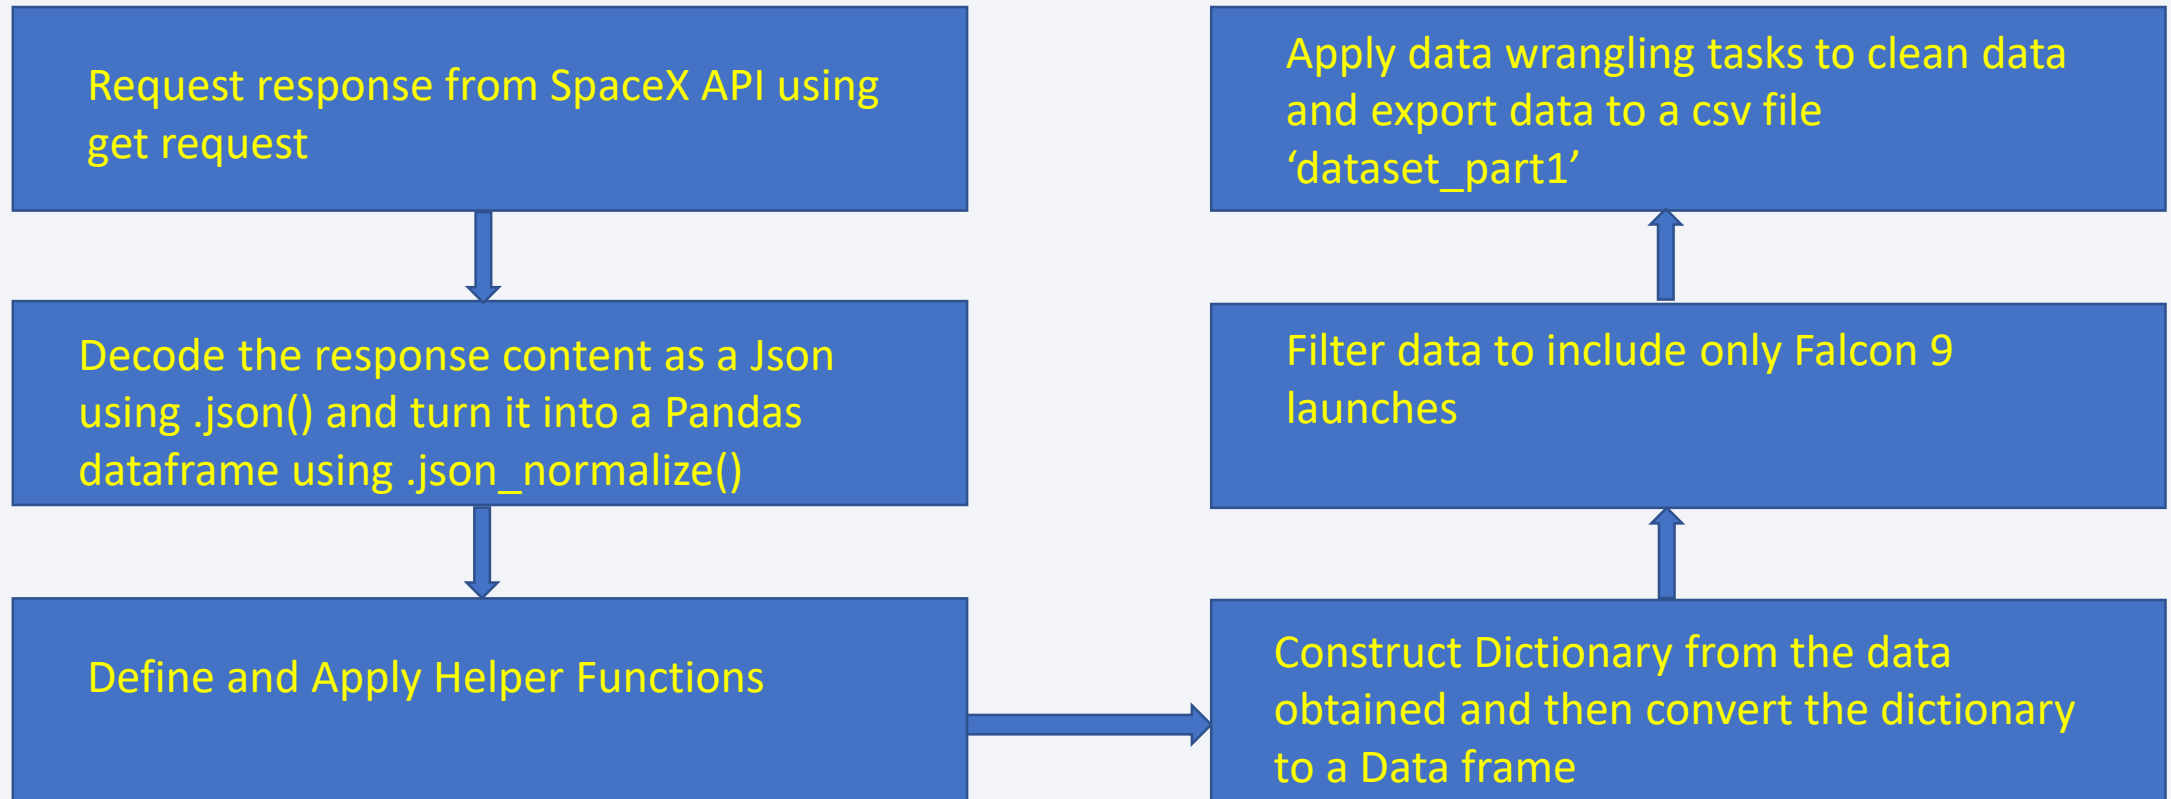 Request response from SpaceX API using
get request
Decode the response content as a Json
using .json() and turn it into a Pandas
dataframe using .json_normalize()
Define and Apply Helper Functions
Construct Dictionary from the data
obtained and then convert the dictionary
to a Data frame
Filter data to include only Falcon 9
launches
Apply data wrangling tasks to clean data
and export data to a csv file
‘dataset_part1’